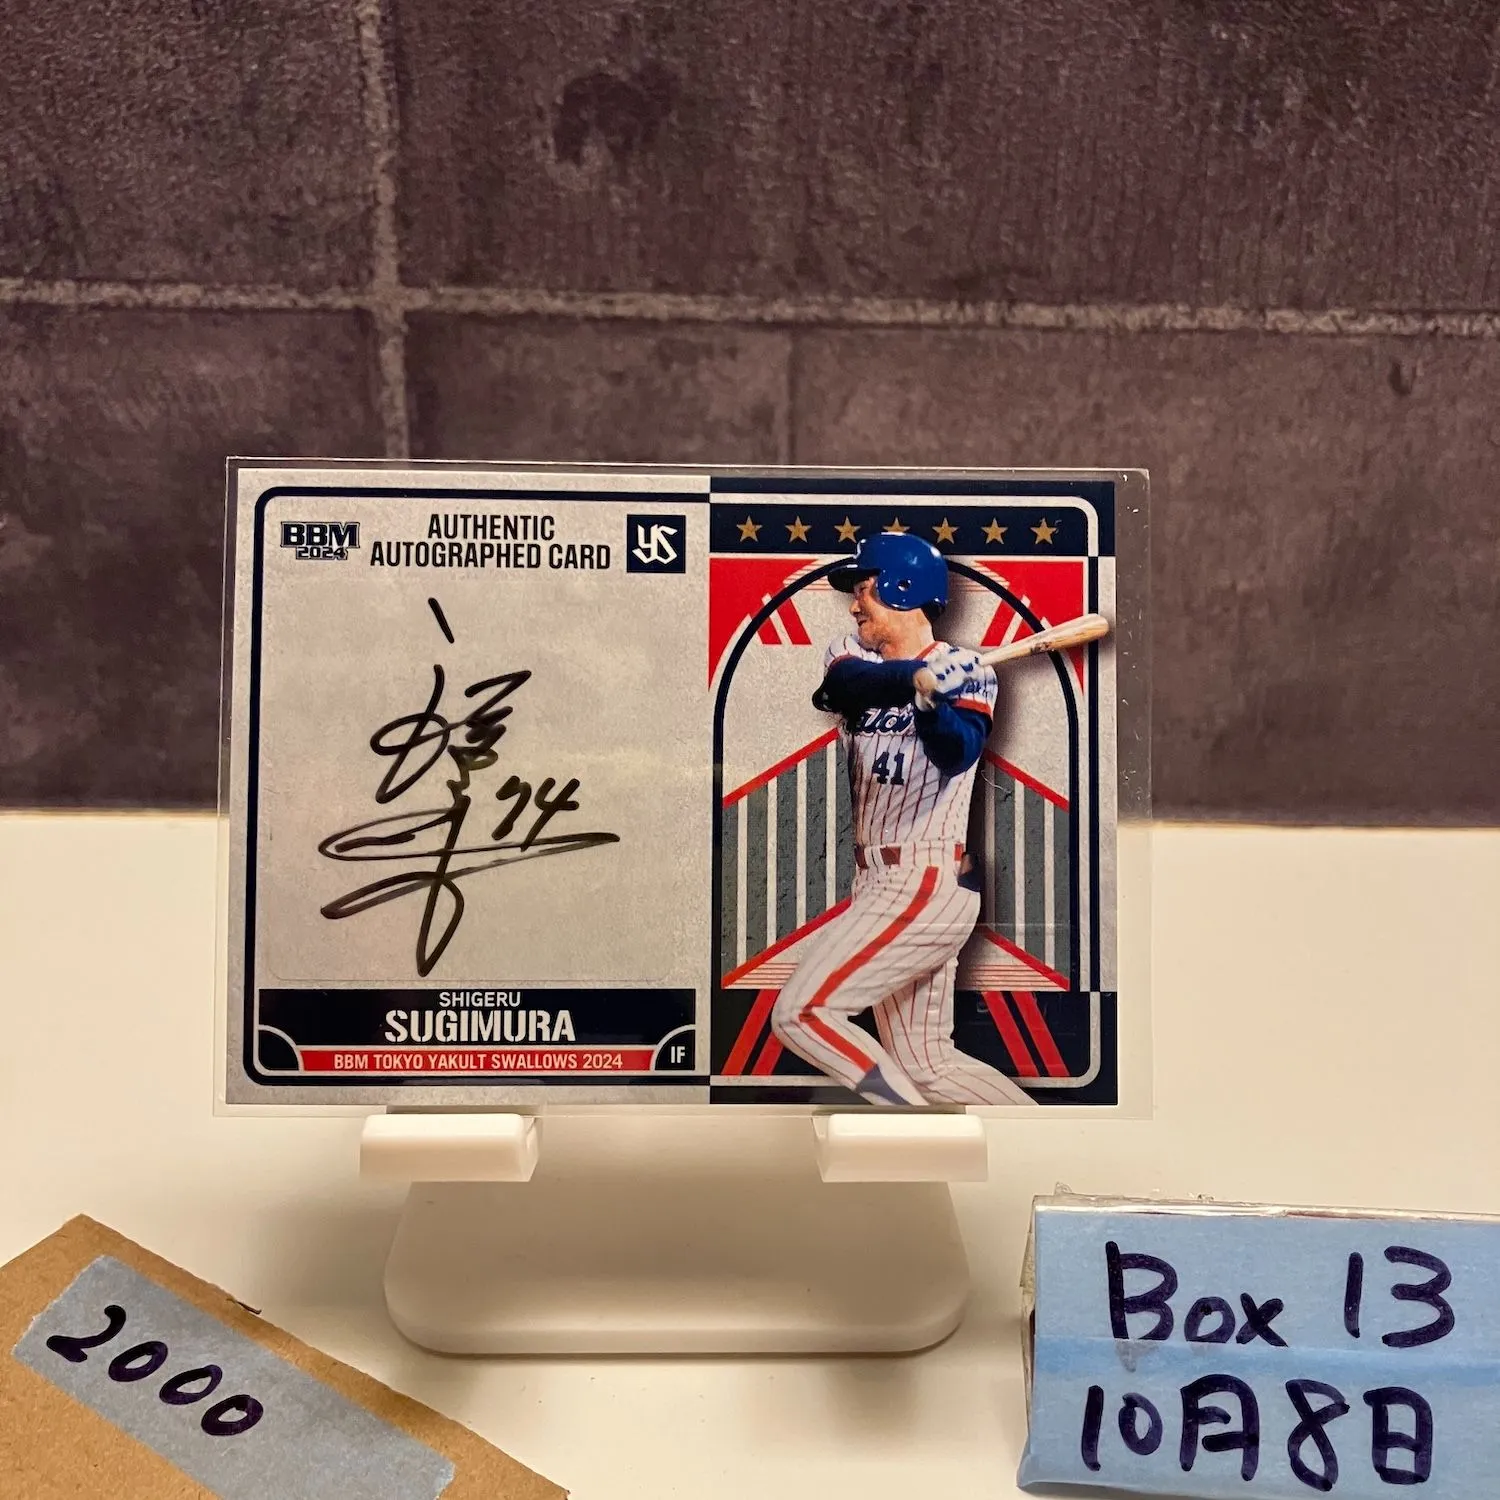 BBM
2024
AUTHENTIC
AUTOGRAPHED CARD
YS
74
41
SHIGERU
SUGIMURA
BBM TOKYO YAKULT SWALLOWS 2024
IF
2000
Box 13
10月8日